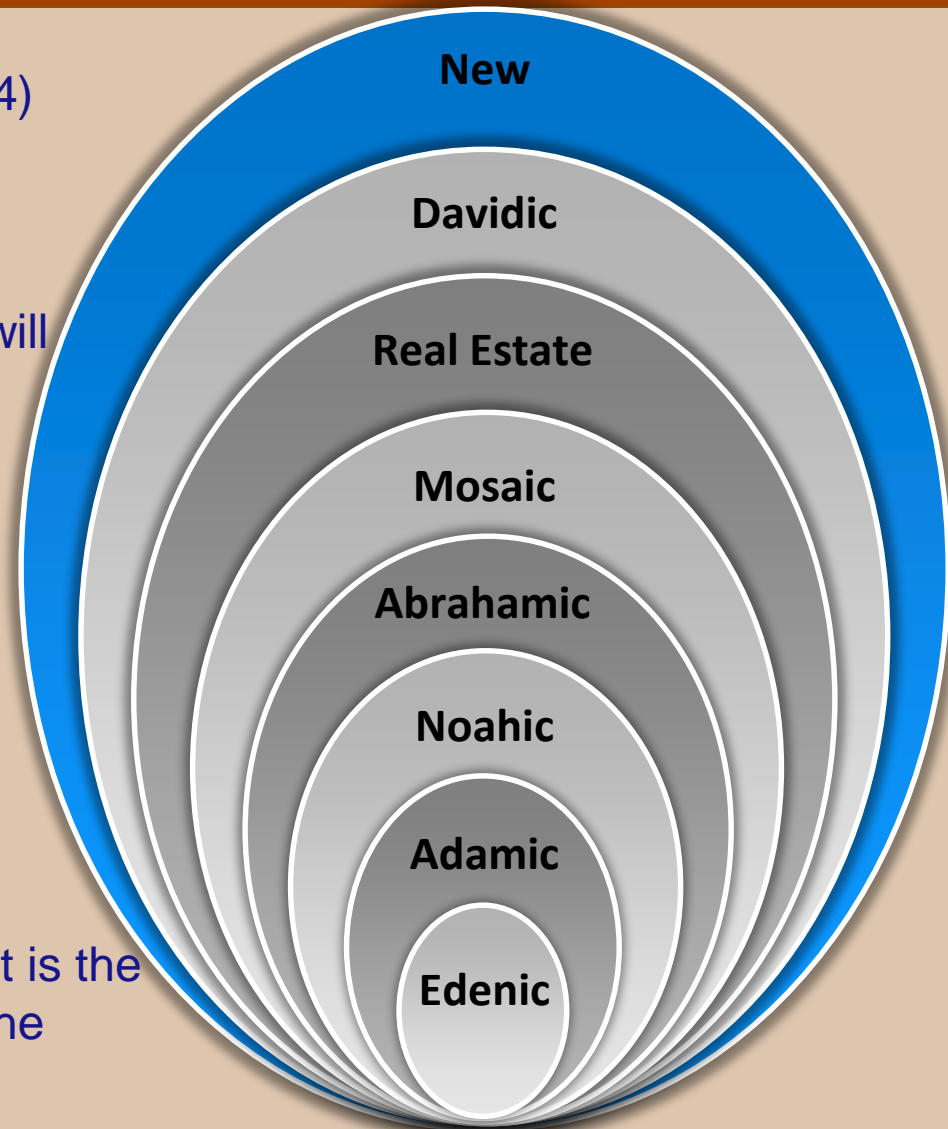 New
4)
Davidic
will
Real Estate
Mosaic
Abrahamic
Noahic
Adamic
t is the
Edenic
ne